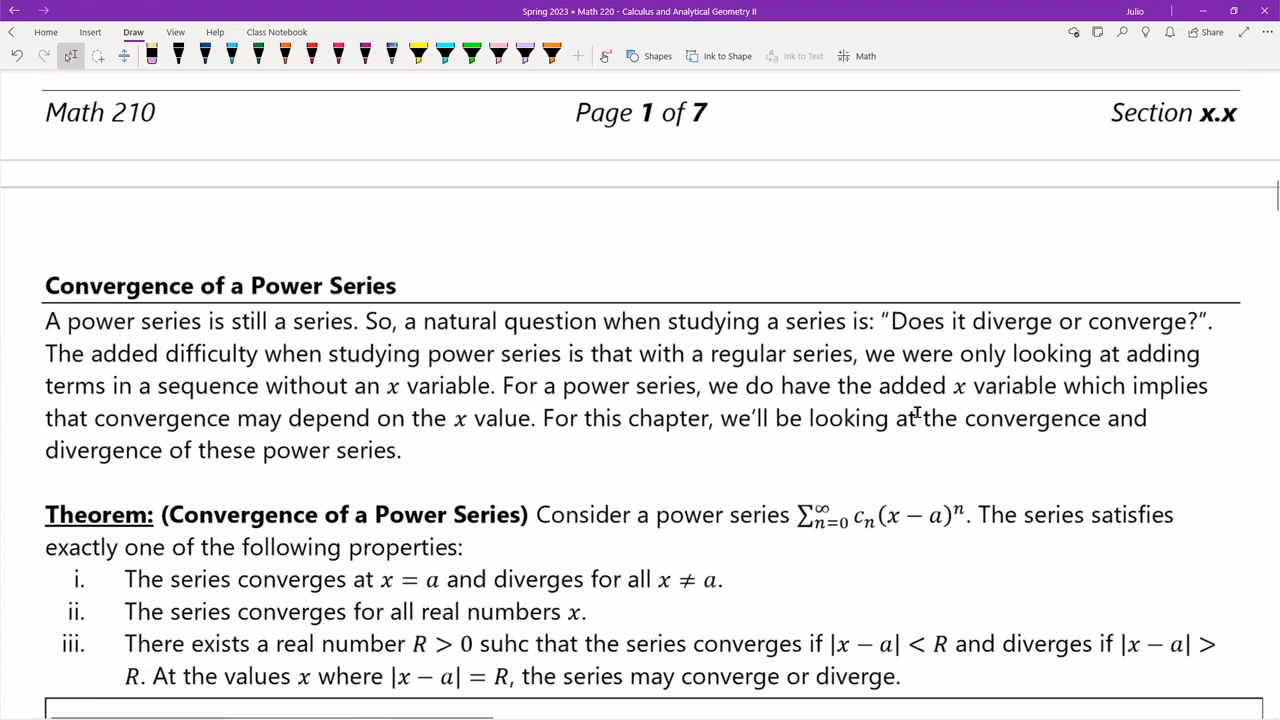 Spring 2023 » Math 220 - Calculus and Analytical Geometry II
Julio
Home Insert Draw View Help Class Notebook
Share
Shapes Ink to Shape Ink to Text Math
Math 210 Page 1 of 7 Section x.x
Convergence of a Power Series
A power series is still a series. So, a natural question when studying a series is: “Does it diverge or converge?”.
The added difficulty when studying power series is that with a regular series, we were only looking at adding
terms in a sequence without an x variable. For a power series, we do have the added x variable which implies
that convergence may depend on the x value. For this chapter, we’ll be looking at the convergence and
divergence of these power series.
Theorem: (Convergence of a Power Series) Consider a power series ∑_{n=0}^{∞} c_n(x − a)^n. The series satisfies
exactly one of the following properties:
i. The series converges at x = a and diverges for all x ≠ a.
ii. The series converges for all real numbers x.
iii. There exists a real number R > 0 suhc that the series converges if |x − a| < R and diverges if |x − a| >
R. At the values x where |x − a| = R, the series may converge or diverge.